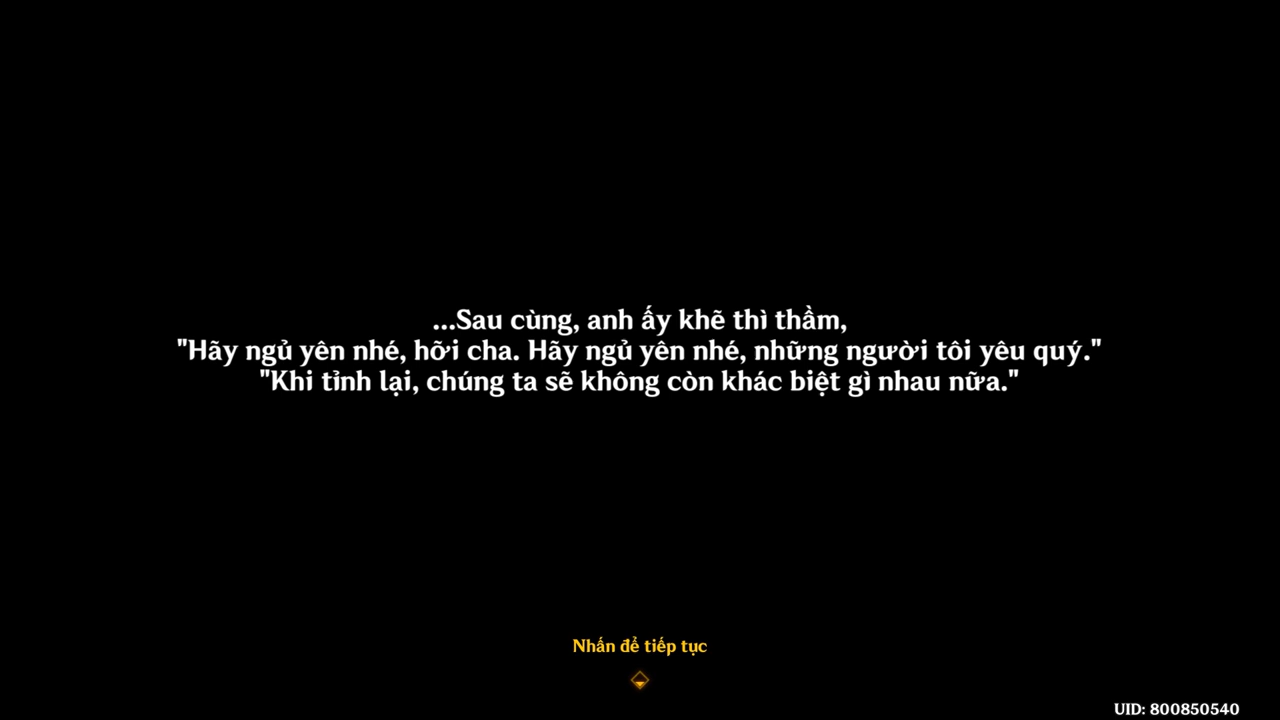 ...Sau cùng, anh ấy khẽ thì thầm,
"Hãy ngủ yên nhé, hỡi cha. Hãy ngủ yên nhé, những người tôi yêu quý."
"Khi tỉnh lại, chúng ta sẽ không còn khác biệt gì nhau nữa."
Nhấn để tiếp tục
UID: 800850540